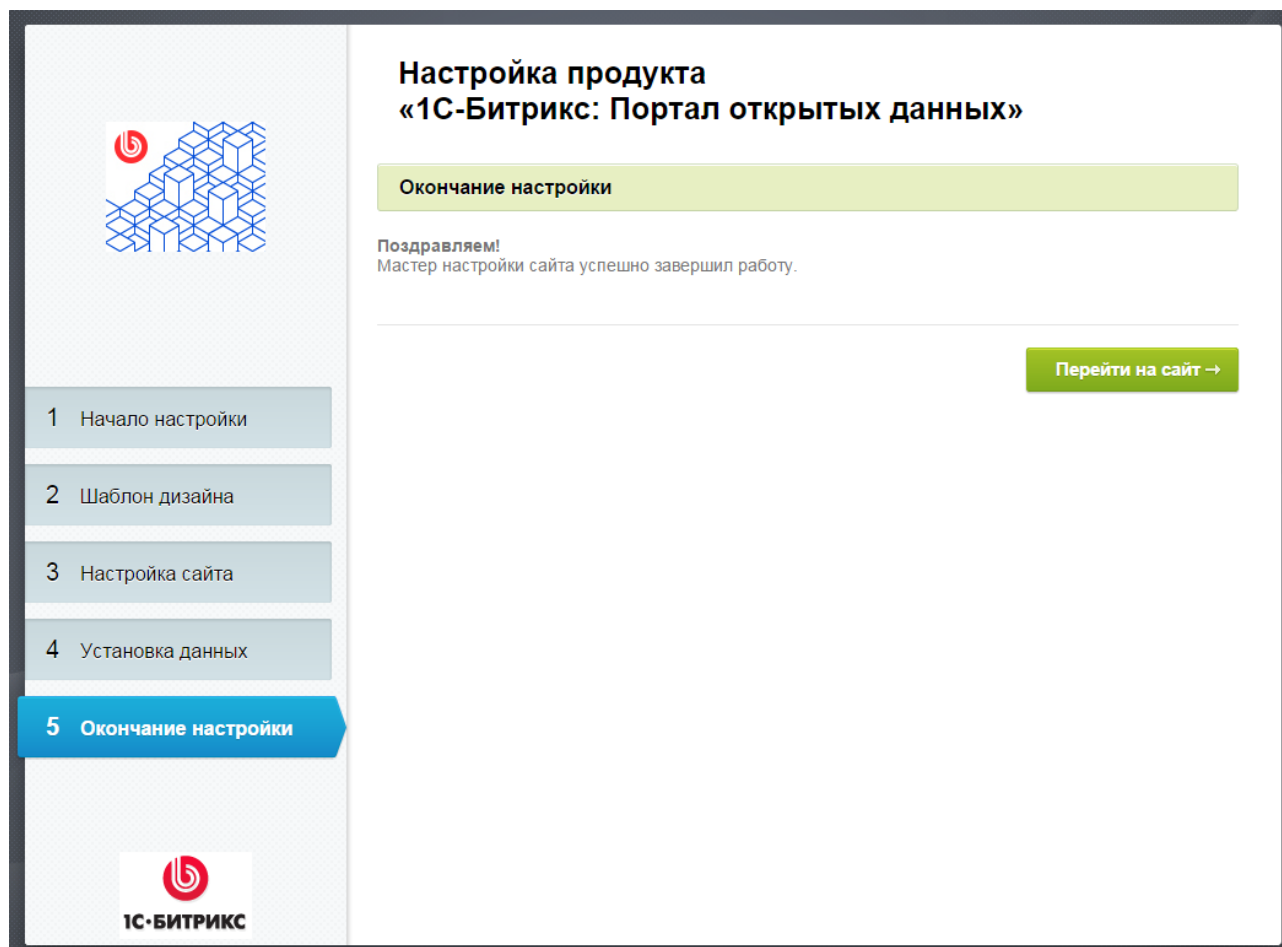 Настройка продукта
«1С-Битрикс: Портал открытых данных»
Окончание настройки
Поздравляем!
Мастер настройки сайта успешно завершил работу.
Перейти на сайт →
1 Начало настройки
2 Шаблон дизайна
3 Настройка сайта
4 Установка данных
5 Окончание настройки
1С·БИТРИКС